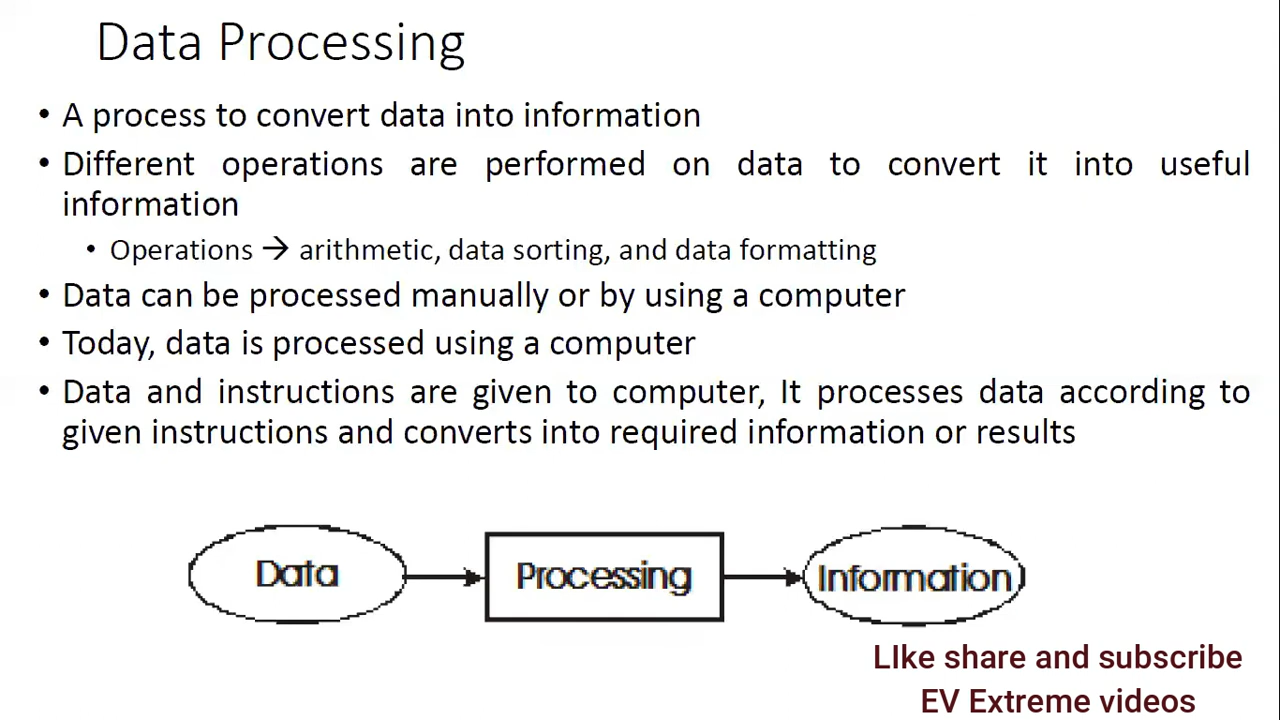 Data Processing
• A process to convert data into information
• Different operations are performed on data to convert it into useful
information
• Operations → arithmetic, data sorting, and data formatting
• Data can be processed manually or by using a computer
• Today, data is processed using a computer
• Data and instructions are given to computer, It processes data according to
given instructions and converts into required information or results
Data
Processing
Information
LIke share and subscribe
EV Extreme videos